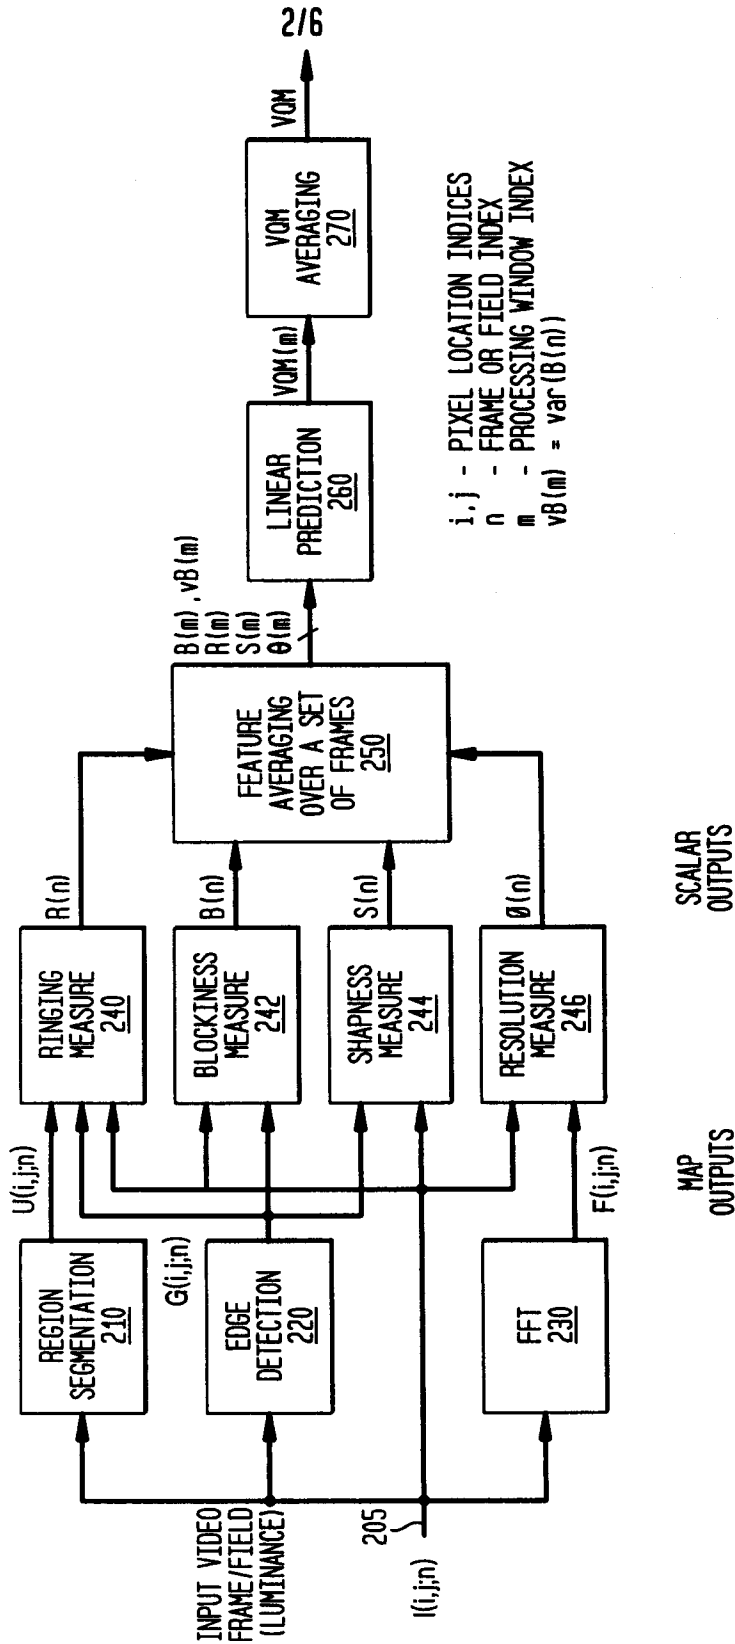 2/6
INPUT VIDEO
FRAME/FIELD
(LUMINANCE)
205
I(i,j;n)
REGION
SEGMENTATION
210
U(i,j;n)
EDGE
DETECTION
220
G(i,j;n)
FFT
230
F(i,j;n)
MAP
OUTPUTS
RINGING
MEASURE
240
R(n)
BLOCKINESS
MEASURE
242
B(n)
SHAPNESS
MEASURE
244
S(n)
RESOLUTION
MEASURE
246
Ø(n)
SCALAR
OUTPUTS
FEATURE
AVERAGING
OVER A SET
OF FRAMES
250
B(m), vB(m)
R(m)
S(m)
θ(m)
LINEAR
PREDICTION
260
VQM(m)
VQM
AVERAGING
270
VQM
i,j - PIXEL LOCATION INDICES
n - FRAME OR FIELD INDEX
m - PROCESSING WINDOW INDEX
vB(m) = var(B(n))